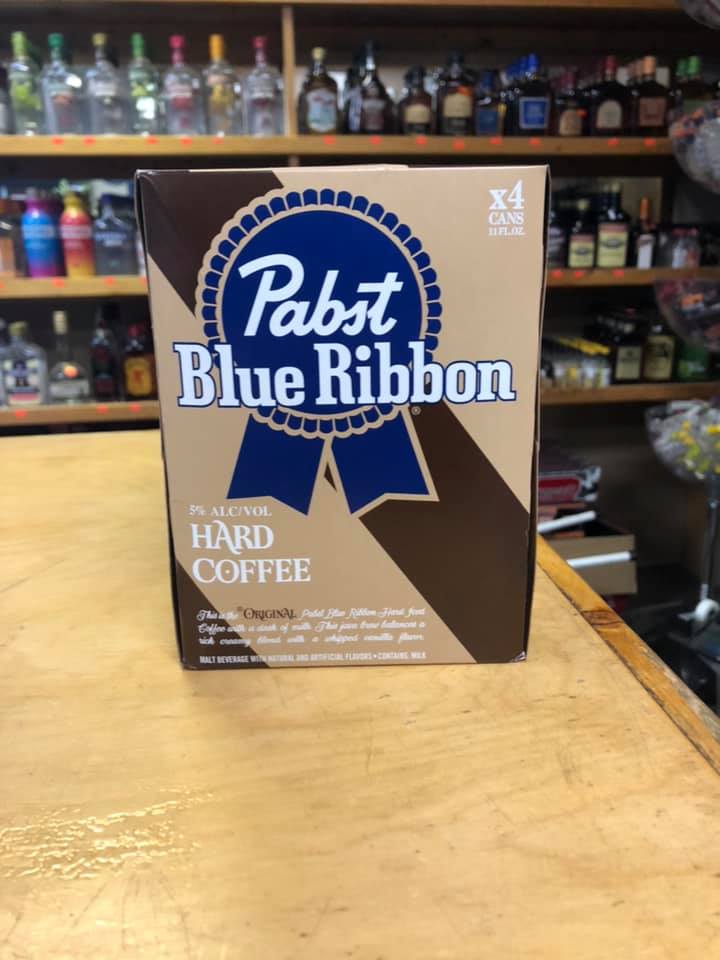 x4
CANS
11 FL. OZ.
Pabst
Blue Ribbon
®
5% ALC/VOL
HARD
COFFEE
This is the ORIGINAL Pabst Blue Ribbon Hard Iced
Coffee with a dash of milk. This java brew balances a
rich creamy blend with a whipped vanilla flavor.
MALT BEVERAGE WITH NATURAL AND ARTIFICIAL FLAVORS • CONTAINS MILK